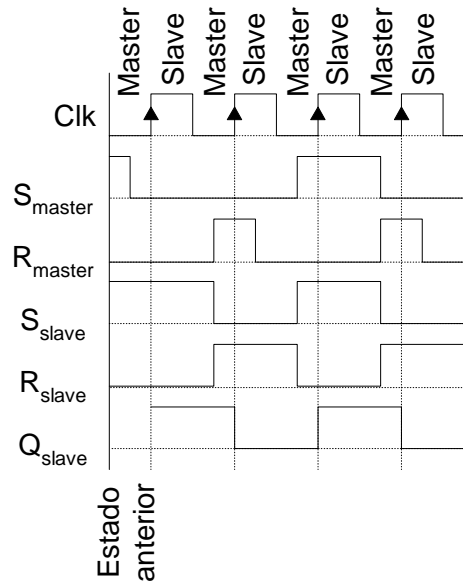 Master Slave Master Slave Master Slave Master Slave
Clk
Smaster
Rmaster
Sslave
Rslave
Qslave
Estado
anterior